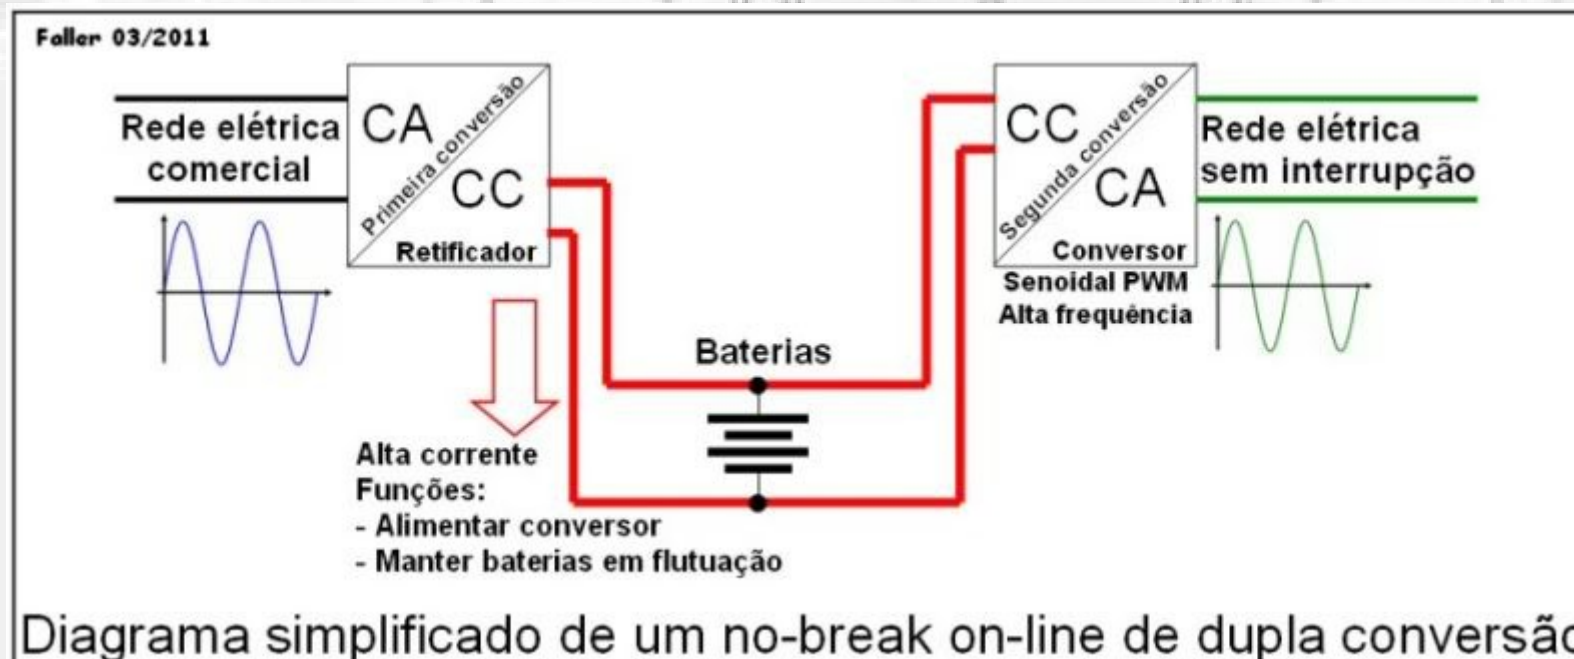 Faller 03/2011
Rede elétrica
comercial
CA
Primeira conversão
CC
Retificador
CC
Segunda conversão
CA
Conversor
Senoidal PWM
Alta frequência
Rede elétrica
sem interrupção
Baterias
Alta corrente
Funções:
- Alimentar conversor
- Manter baterias em flutuação
Diagrama simplificado de um no-break on-line de dupla conversão